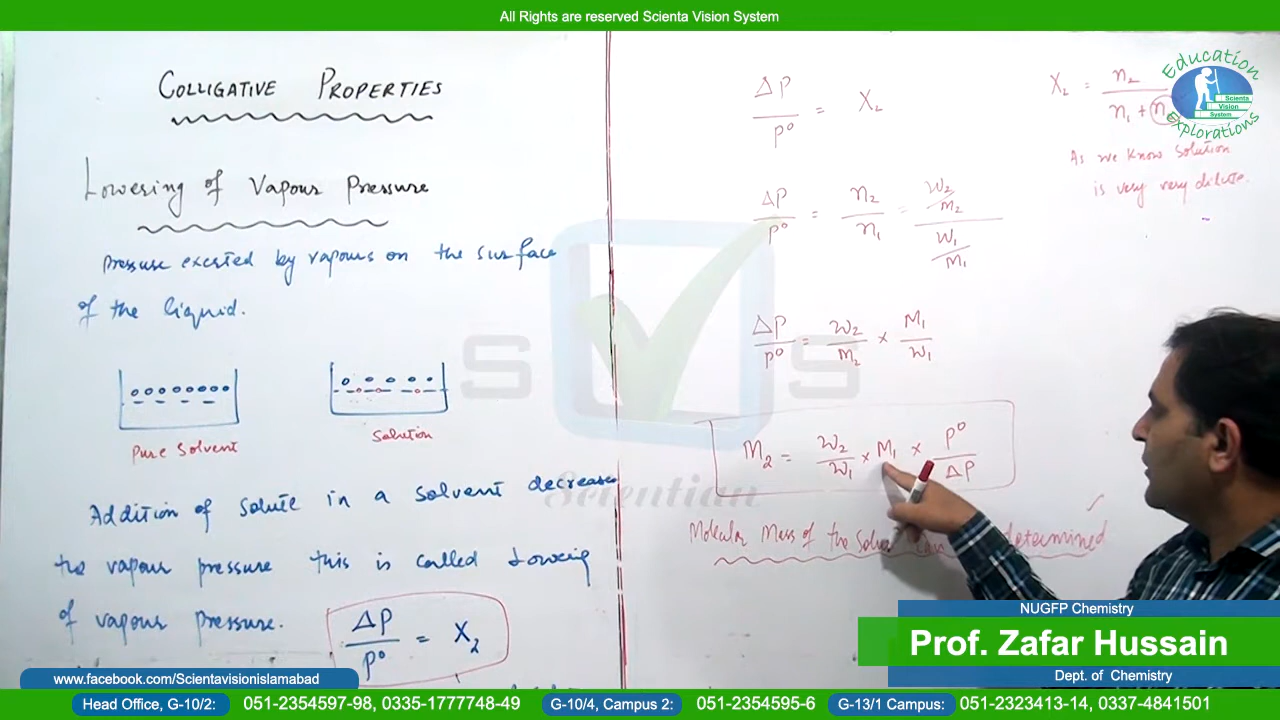 All Rights are reserved Scienta Vision System
COLLIGATIVE PROPERTIES
Lowering of Vapour Pressure
Pressure excited by vapours on the surface
of the liquid.
Pure Solvent
Solution
Addition of Solute in a solvent decreases
the vapour pressure this is called Lowering
of vapour pressure.
ΔP/P° = X₂
ΔP/P° = X₂
X₂ = n₂/n₁ + n
As we know Solution
is very very dilute.
ΔP/P° = n₂/n₁ = w₂/M₂ / w₁/M₁
ΔP/P° = w₂/M₂ × M₁/w₁
M₂ = w₂/w₁ × M₁ × P°/ΔP
Molecular Mass of the determined
Education
Scienta
Vision
System
Explorations
SVS
Scientian
NUGFP Chemistry
Prof. Zafar Hussain
Dept. of Chemistry
www.facebook.com/Scientavisionislamabad
Head Office, G-10/2: 051-2354597-98, 0335-1777748-49 G-10/4, Campus 2: 051-2354595-6 G-13/1 Campus: 051-2323413-14, 0337-4841501